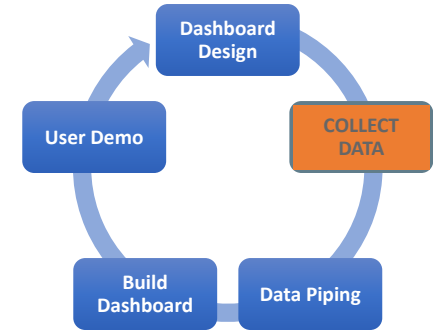 Dashboard
Design
COLLECT
DATA
Data Piping
Build
Dashboard
User Demo